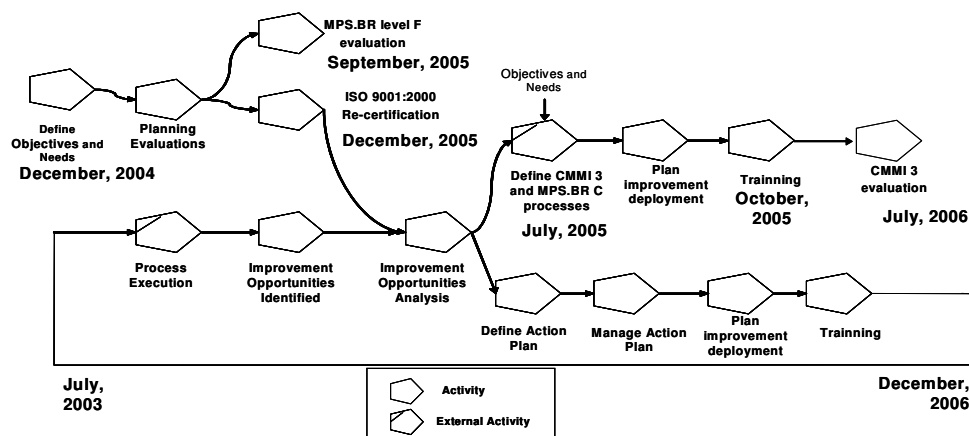 MPS.BR level F
evaluation
September, 2005
Define
Objectives and
Needs
December, 2004
Planning
Evaluations
ISO 9001:2000
Re-certification
December, 2005
Objectives and
Needs
Define CMMI 3
and MPS.BR C
processes
July, 2005
Plan
improvement
deployment
Trainning
October,
2005
CMMI 3
evaluation
July, 2006
Process
Execution
Improvement
Opportunities
Identified
Improvement
Opportunities
Analysis
Define Action
Plan
Manage Action
Plan
Plan
improvement
deployment
Trainning
July,
2003
December,
2006
Activity
External Activity